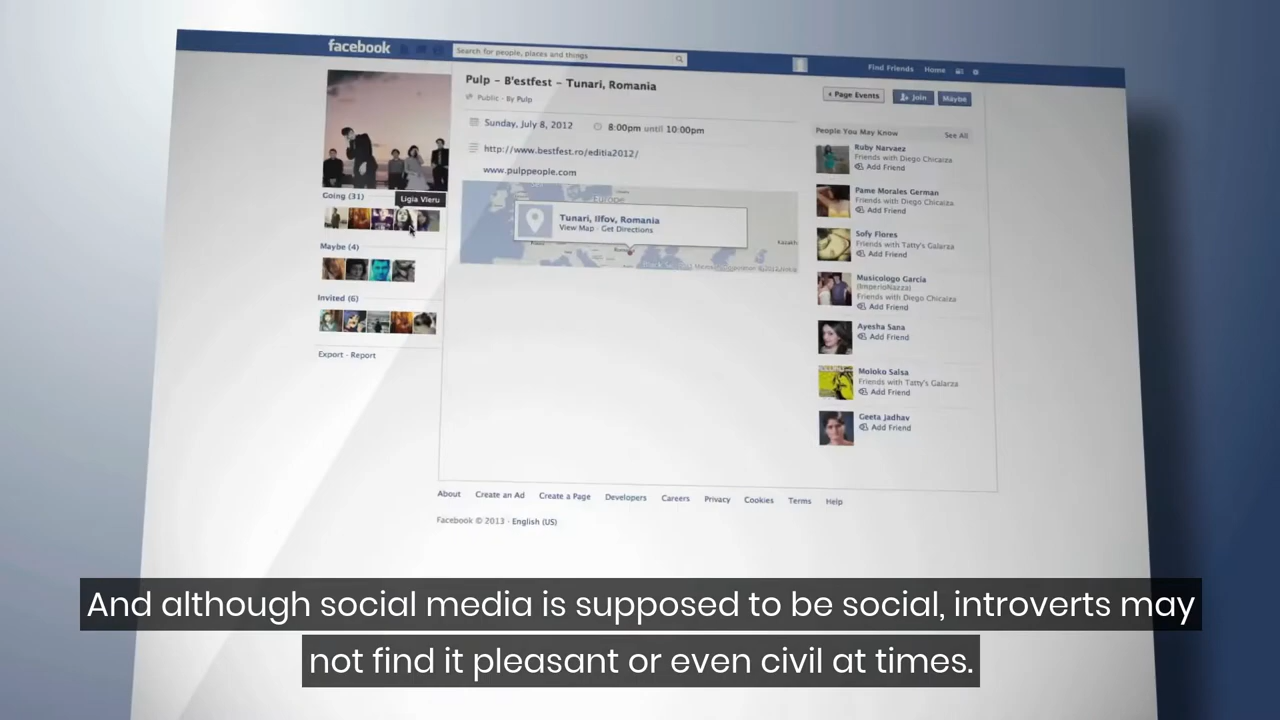 facebook
Search for people, places and things
Find Friends
Home
Pulp - B'estfest - Tunari, Romania
Public · By Pulp
‹ Page Events
Join
Maybe
Sunday, July 8, 2012
8:00pm until 10:00pm
http://www.bestfest.ro/editia2012/
www.pulppeople.com
Europe
Tunari, Ilfov, Romania
View Map · Get Directions
Going (31)
Ligia Vieru
Maybe (4)
Invited (6)
Export · Report
People You May Know
See All
Ruby Narvaez
Friends with Diego Chicaiza
Add Friend
Pame Morales German
Friends with Diego Chicaiza
Add Friend
Sofy Flores
Friends with Tatty's Galarza
Add Friend
Musicologo Garcia
(ImperioNazza)
Friends with Diego Chicaiza
Add Friend
Ayesha Sana
Add Friend
Moloko Salsa
Friends with Tatty's Galarza
Add Friend
Geeta Jadhav
Add Friend
About Create an Ad Create a Page Developers Careers Privacy Cookies Terms Help
Facebook © 2013 · English (US)
And although social media is supposed to be social, introverts may
not find it pleasant or even civil at times.